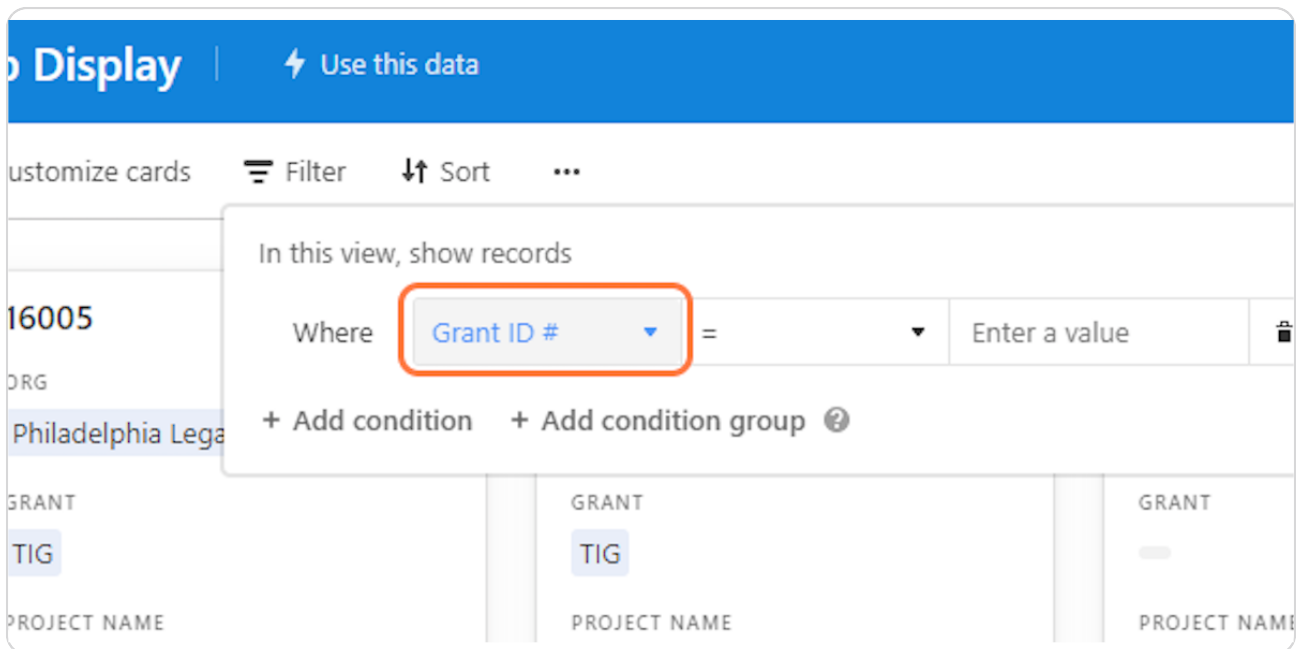 Display Use this data
ustomize cards Filter Sort ...
In this view, show records
16005
Where Grant ID # = Enter a value
ORG
+ Add condition + Add condition group ?
Philadelphia Lega
GRANT GRANT GRANT
TIG TIG
PROJECT NAME PROJECT NAME PROJECT NAME